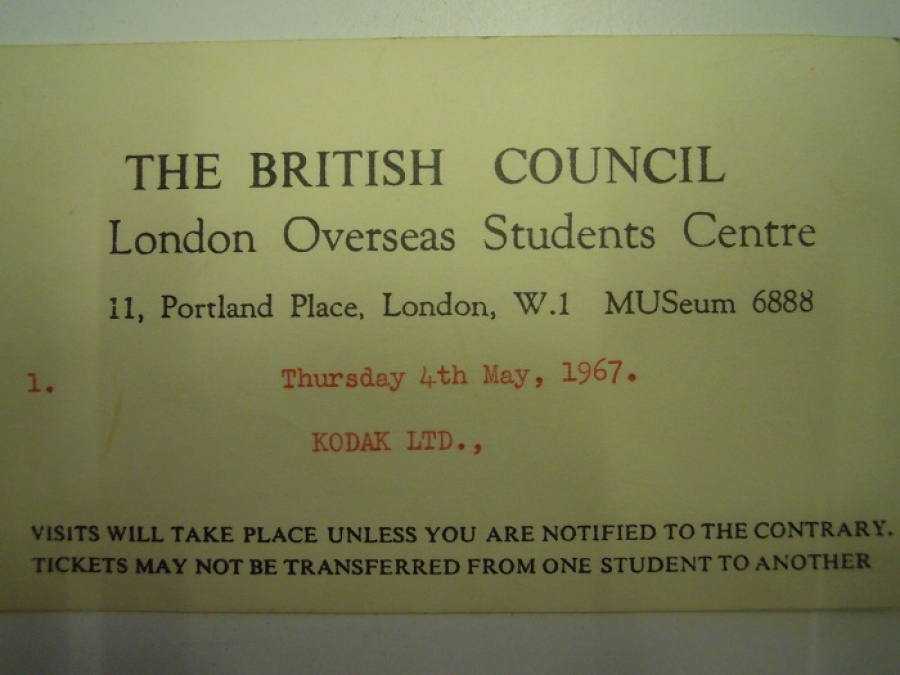 THE BRITISH COUNCIL
London Overseas Students Centre
11, Portland Place, London, W.1 MUSeum 6888
1. Thursday 4th May, 1967.
KODAK LTD.,
VISITS WILL TAKE PLACE UNLESS YOU ARE NOTIFIED TO THE CONTRARY.
TICKETS MAY NOT BE TRANSFERRED FROM ONE STUDENT TO ANOTHER